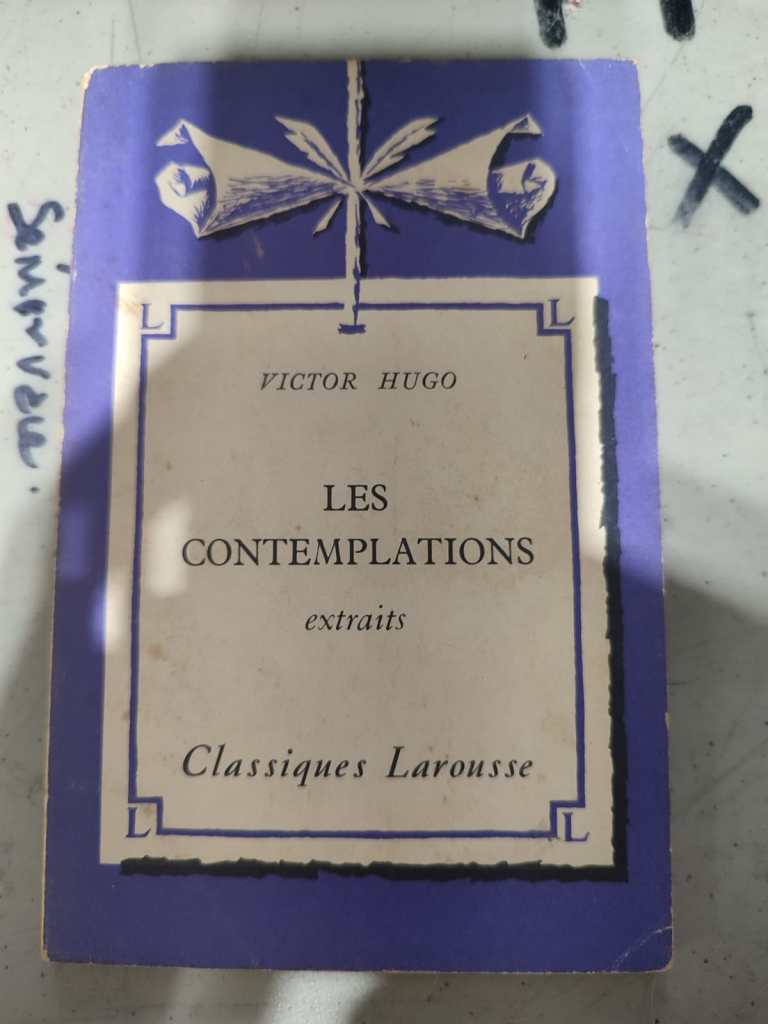 L L
VICTOR HUGO
LES
CONTEMPLATIONS
extraits
Classiques Larousse
L L
X